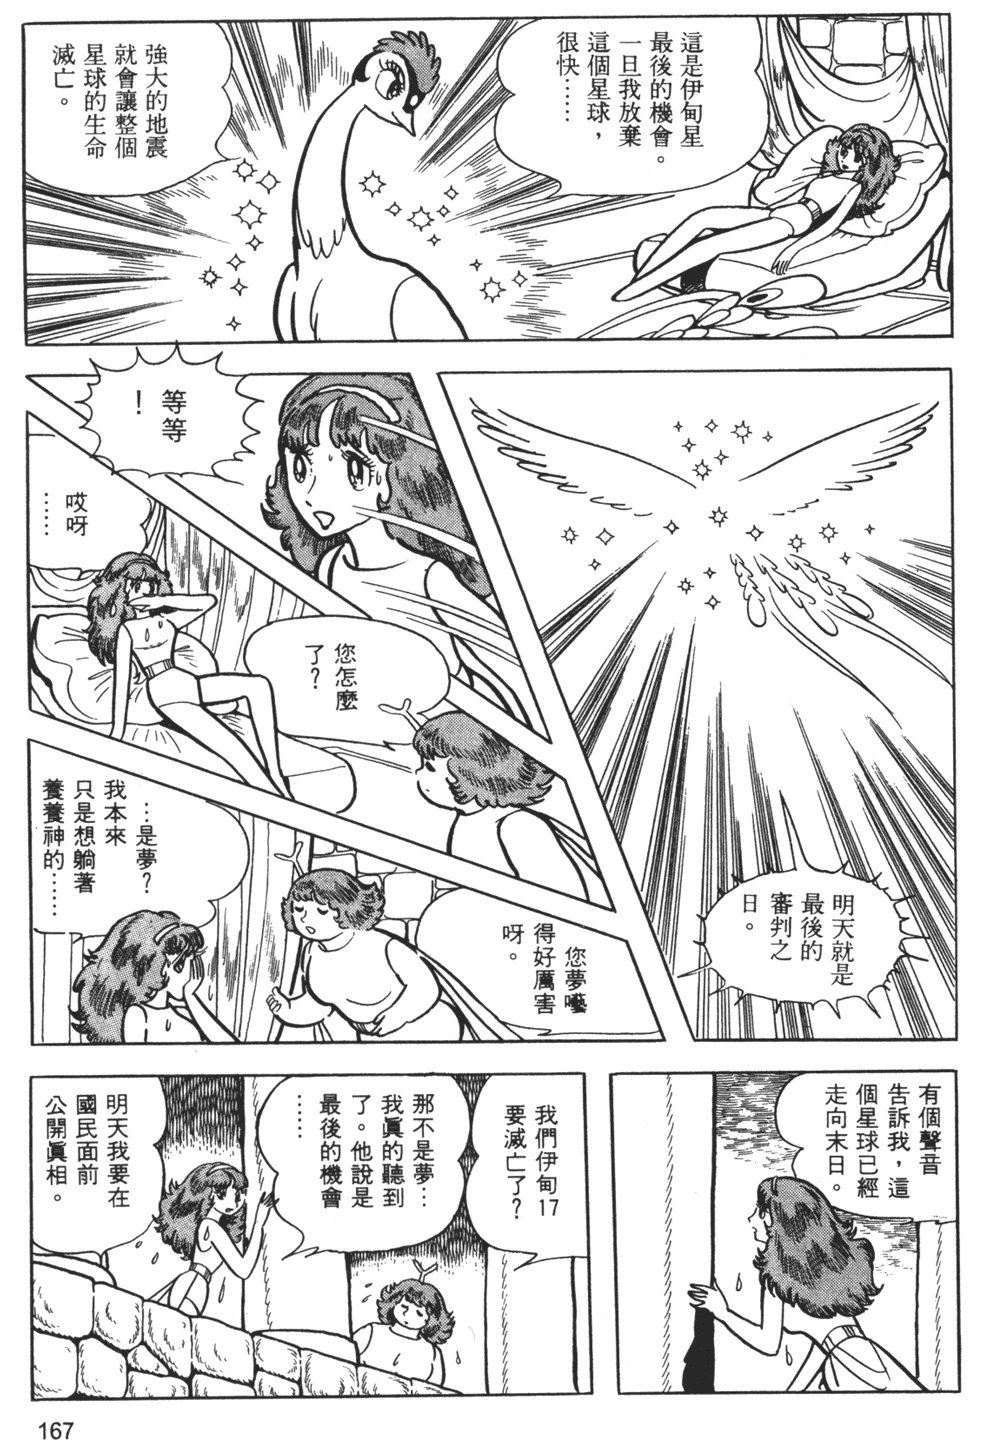 這是伊甸星
最後的機會。
一旦我放棄
這個星球，
很快……
強大的地震
就會讓整個
星球的生命
滅亡。
明天就是
最後的
審判之
日。
等等
！
哎呀
……
您怎麼
了？
您夢囈
得好厲害
呀。
…是夢？
我本來
只是想躺著
養養神的……
有個聲音
告訴我，這
個星球已經
走向末日。
我們伊甸17
要滅亡了？
那不是夢…
我真的聽到
了。他說是
最後的機會
……
明天我要在
國民面前
公開真相。
167